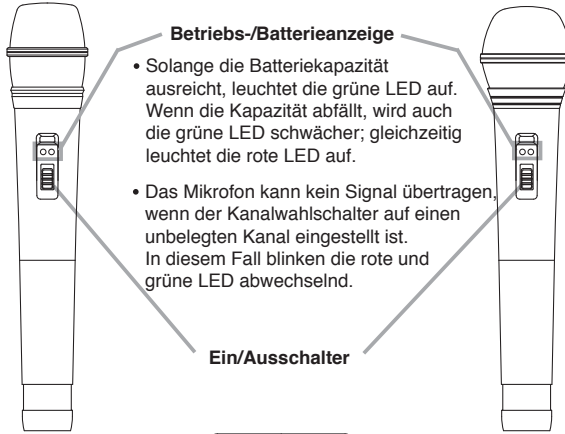 Betriebs-/Batterieanzeige
• Solange die Batteriekapazität
ausreicht, leuchtet die grüne LED auf.
Wenn die Kapazität abfällt, wird auch
die grüne LED schwächer; gleichzeitig
leuchtet die rote LED auf.
• Das Mikrofon kann kein Signal übertragen,
wenn der Kanalwahlschalter auf einen
unbelegten Kanal eingestellt ist.
In diesem Fall blinken die rote und
grüne LED abwechselnd.
Ein/Ausschalter